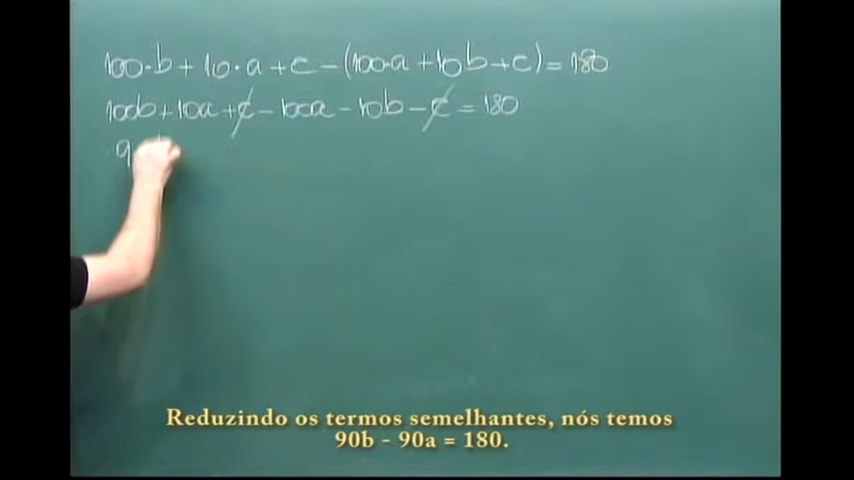 100·b + 10·a + c - (100·a + 10b + c) = 180
100b + 10a + c - 100a - 10b - c = 180
9
Reduzindo os termos semelhantes, nós temos
90b - 90a = 180.